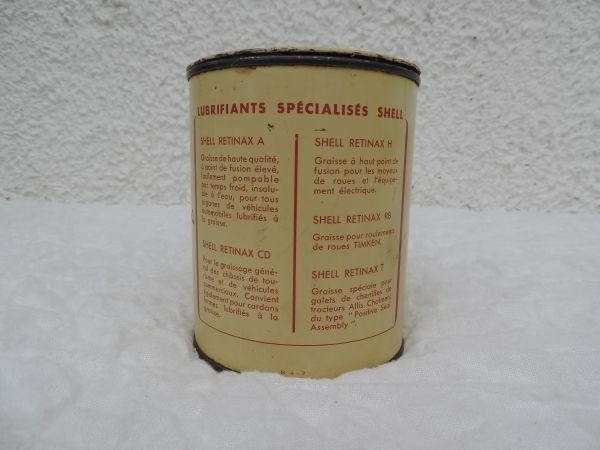 LUBRIFIANTS SPÉCIALISÉS SHELL
SHELL RETINAX A
Graisse de haute qualité,
à point de fusion élevé,
facilement pompable
par temps froid, insolu-
ble à l'eau, pour tous
organes de véhicules
automobiles lubrifiés à
la graisse.
SHELL RETINAX CD
Pour le graissage géné-
ral des châssis de tou-
risme et de véhicules
commerciaux. Convient
également pour cardans
fermés lubrifiés à la
graisse.
SHELL RETINAX H
Graisse à haut point de
fusion pour les moyeux
de roues et l'équipe-
ment électrique.
SHELL RETINAX RB
Graisse pour roulements
de roues TIMKEN.
SHELL RETINAX T
Graisse spéciale pour
galets de chenilles de
tracteurs Allis Chalmers
du type "Positive Seal
Assembly".